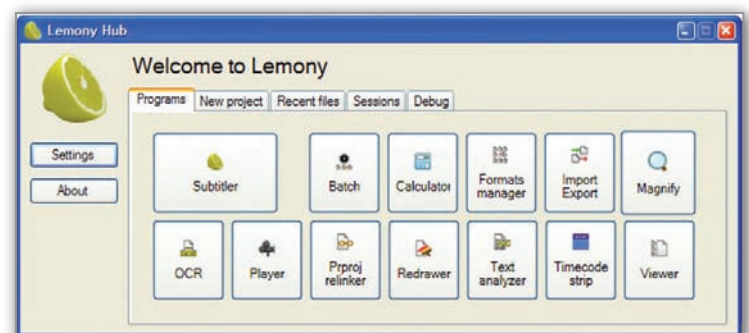 Lemony Hub
Welcome to Lemony
Programs New project Recent files Sessions Debug
Settings
About
Subtitler Batch Calculator Formats manager Import Export Magnify
OCR Player Prproj relinker Redrawer Text analyzer Timecode strip Viewer